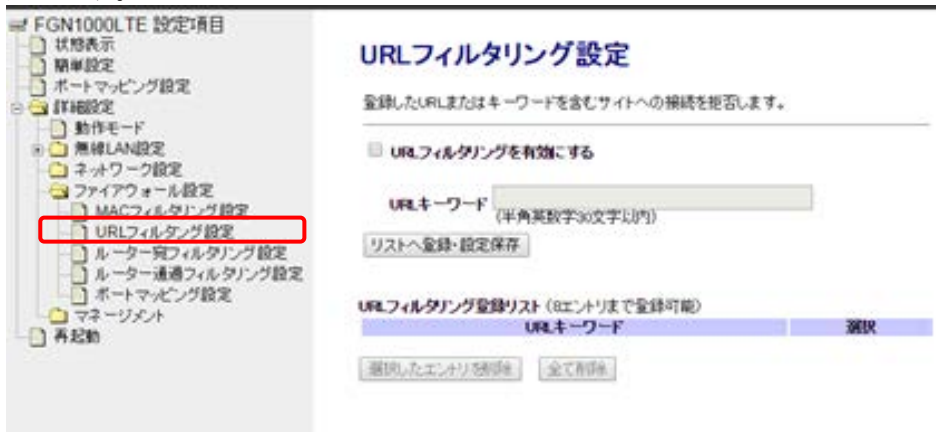 FGN1000LTE 設定項目
状態表示
簡単設定
ポートマッピング設定
詳細設定
動作モード
無線LAN設定
ネットワーク設定
ファイアウォール設定
MACフィルタリング設定
URLフィルタング設定
ルーター宛フィルタリング設定
ルーター通過フィルタリング設定
ポートマッピング設定
マネージメント
再起動
URLフィルタリング設定
登録したURLまたはキーワードを含むサイトへの接続を拒否します。
URLフィルタリングを有効にする
URLキーワード
(半角英数字30文字以内)
リストへ登録・設定保存
URLフィルタリング登録リスト (8エントリまで登録可能)
URLキーワード 選択
選択したエントリを削除 全て削除